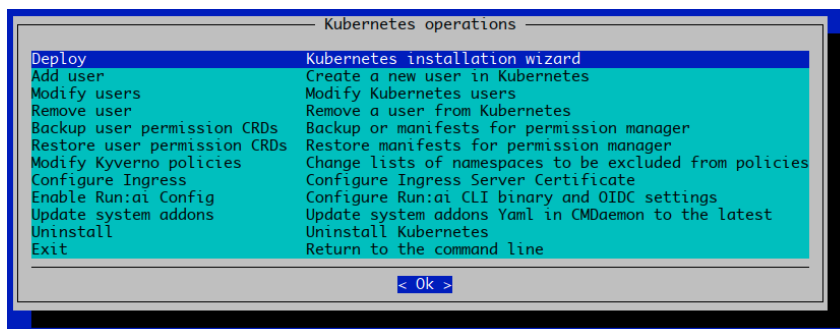 Kubernetes operations
Deploy Kubernetes installation wizard
Add user Create a new user in Kubernetes
Modify users Modify Kubernetes users
Remove user Remove a user from Kubernetes
Backup user permission CRDs Backup or manifests for permission manager
Restore user permission CRDs Restore manifests for permission manager
Modify Kyverno policies Change lists of namespaces to be excluded from policies
Configure Ingress Configure Ingress Server Certificate
Enable Run:ai Config Configure Run:ai CLI binary and OIDC settings
Update system addons Update system addons Yaml in CMDaemon to the latest
Uninstall Uninstall Kubernetes
Exit Return to the command line
< Ok >